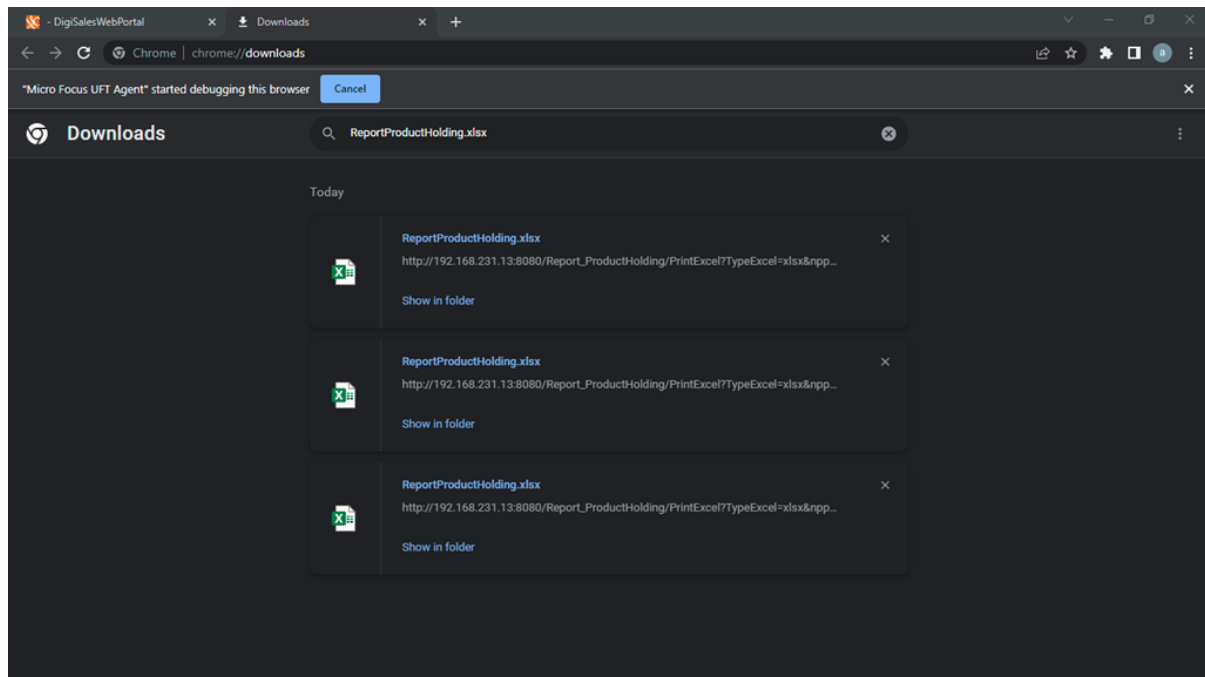 - DigiSalesWebPortal
Downloads
Chrome | chrome://downloads
a
"Micro Focus UFT Agent" started debugging this browser
Cancel
Downloads
ReportProductHolding.xlsx
Today
ReportProductHolding.xlsx
http://192.168.231.13:8080/Report_ProductHolding/PrintExcel?TypeExcel=xlsx&npp...
Show in folder
ReportProductHolding.xlsx
http://192.168.231.13:8080/Report_ProductHolding/PrintExcel?TypeExcel=xlsx&npp...
Show in folder
ReportProductHolding.xlsx
http://192.168.231.13:8080/Report_ProductHolding/PrintExcel?TypeExcel=xlsx&npp...
Show in folder